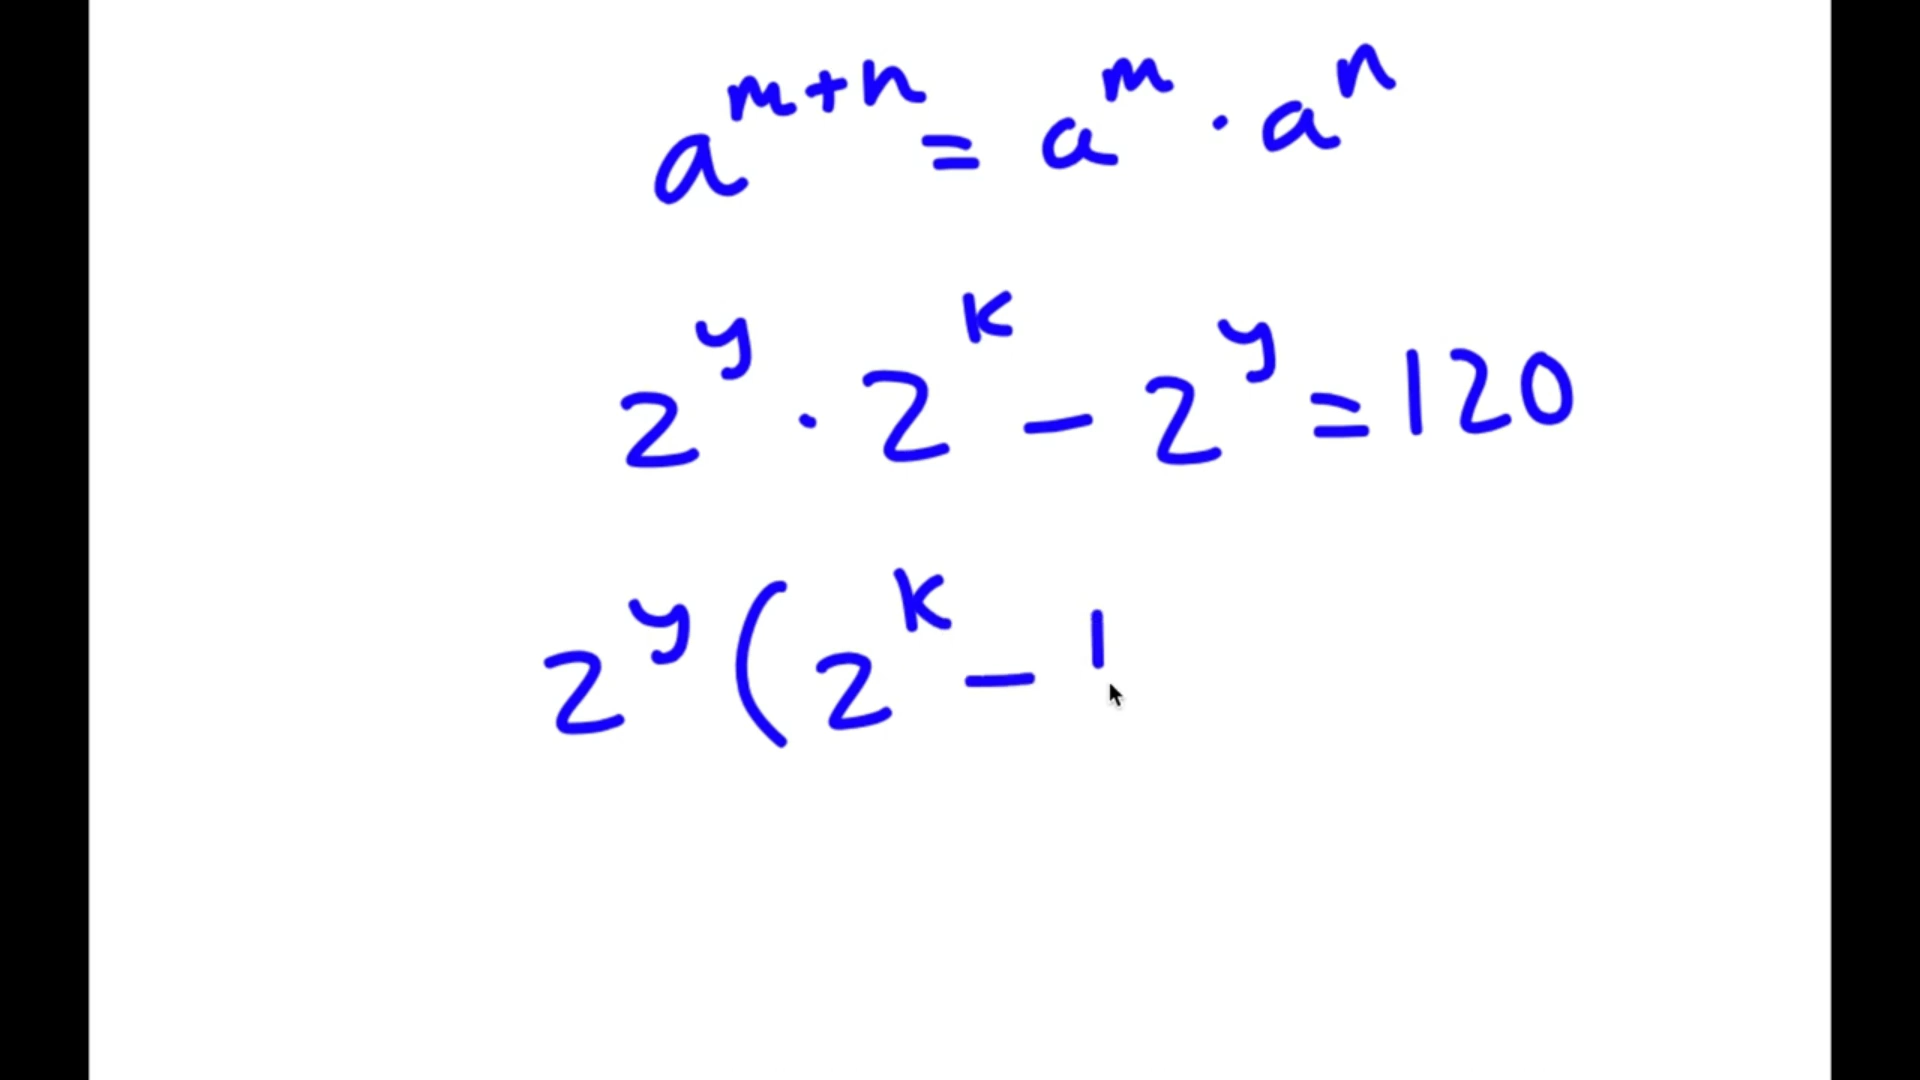 a^{m+n} = a^m · a^n
2^y · 2^k − 2^y = 120
2^y (2^k − 1